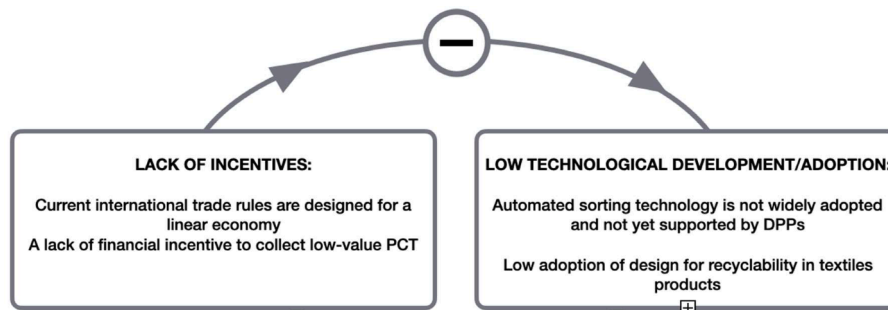 LACK OF INCENTIVES:
Current international trade rules are designed for a
linear economy
A lack of financial incentive to collect low-value PCT
LOW TECHNOLOGICAL DEVELOPMENT/ADOPTION:
Automated sorting technology is not widely adopted
and not yet supported by DPPs
Low adoption of design for recyclability in textiles
products